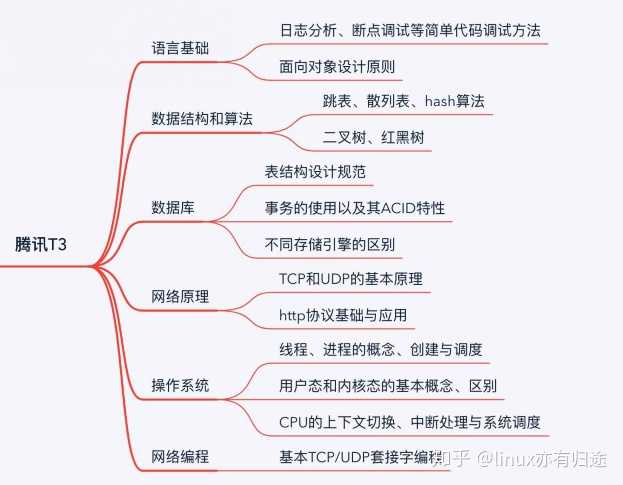 腾讯T3
语言基础
日志分析、断点调试等简单代码调试方法
面向对象设计原则
数据结构和算法
跳表、散列表、hash算法
二叉树、红黑树
数据库
表结构设计规范
事务的使用以及其ACID特性
不同存储引擎的区别
网络原理
TCP和UDP的基本原理
http协议基础与应用
操作系统
线程、进程的概念、创建与调度
用户态和内核态的基本概念、区别
CPU的上下文切换、中断处理与系统调度
网络编程
基本TCP/UDP套接字编程
知乎 @linux亦有归途